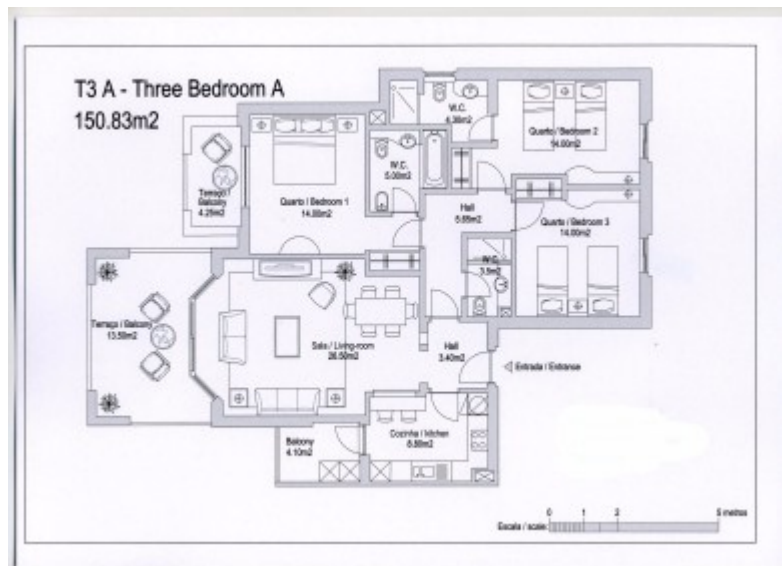 T3 A - Three Bedroom A
150.83m2
W.C.
4.30m2
Quarto / Bedroom 2
14.00m2
W.C.
5.00m2
Terraço /
Balcony
4.25m2
Quarto / Bedroom 1
14.00m2
Hall
5.65m2
Quarto / Bedroom 3
14.00m2
W.C.
3.5m2
Terraço / Balcony
13.50m2
Sala / Living-room
26.50m2
Hall
3.40m2
Entrada / Entrance
Balcony
4.10m2
Cozinha / kitchen
8.80m2
Escala / scale:
0 1 2 5 metros